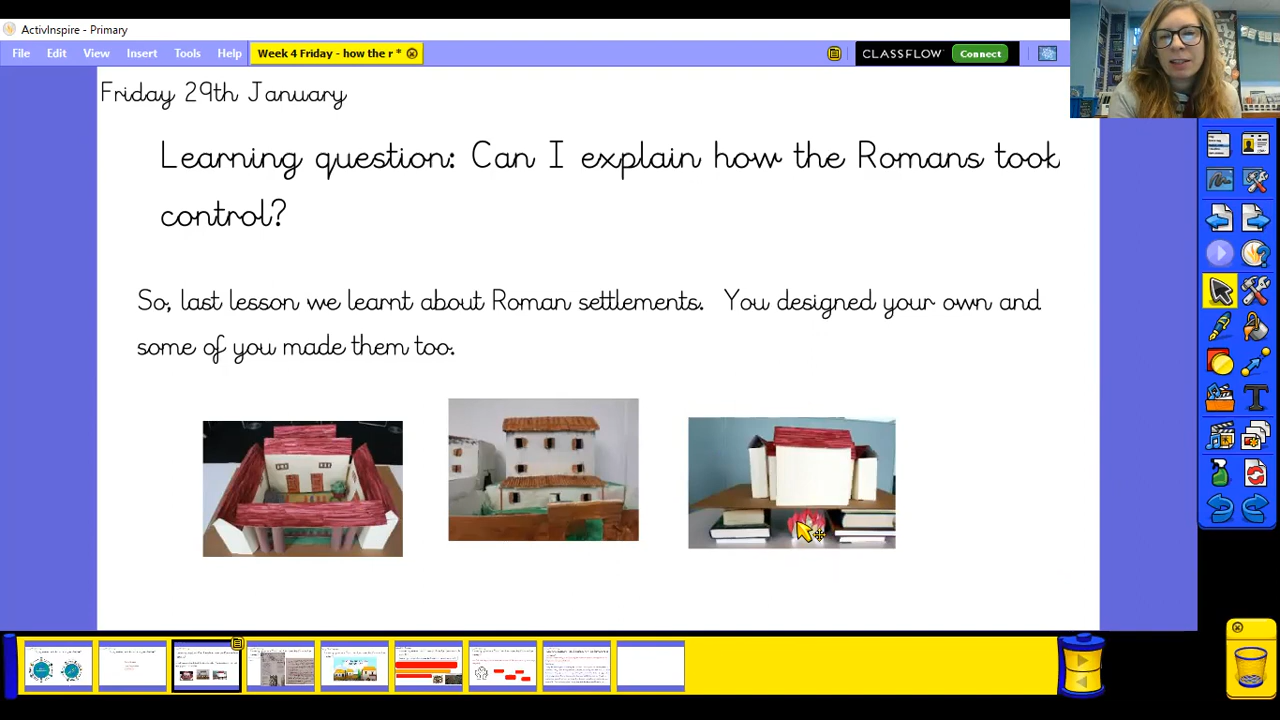 ActivInspire - Primary
File Edit View Insert Tools Help Week 4 Friday - how the r * CLASSFLOW Connect
Friday 29th January
Learning question: Can I explain how the Romans took
control?
So, last lesson we learnt about Roman settlements. You designed your own and
some of you made them too.